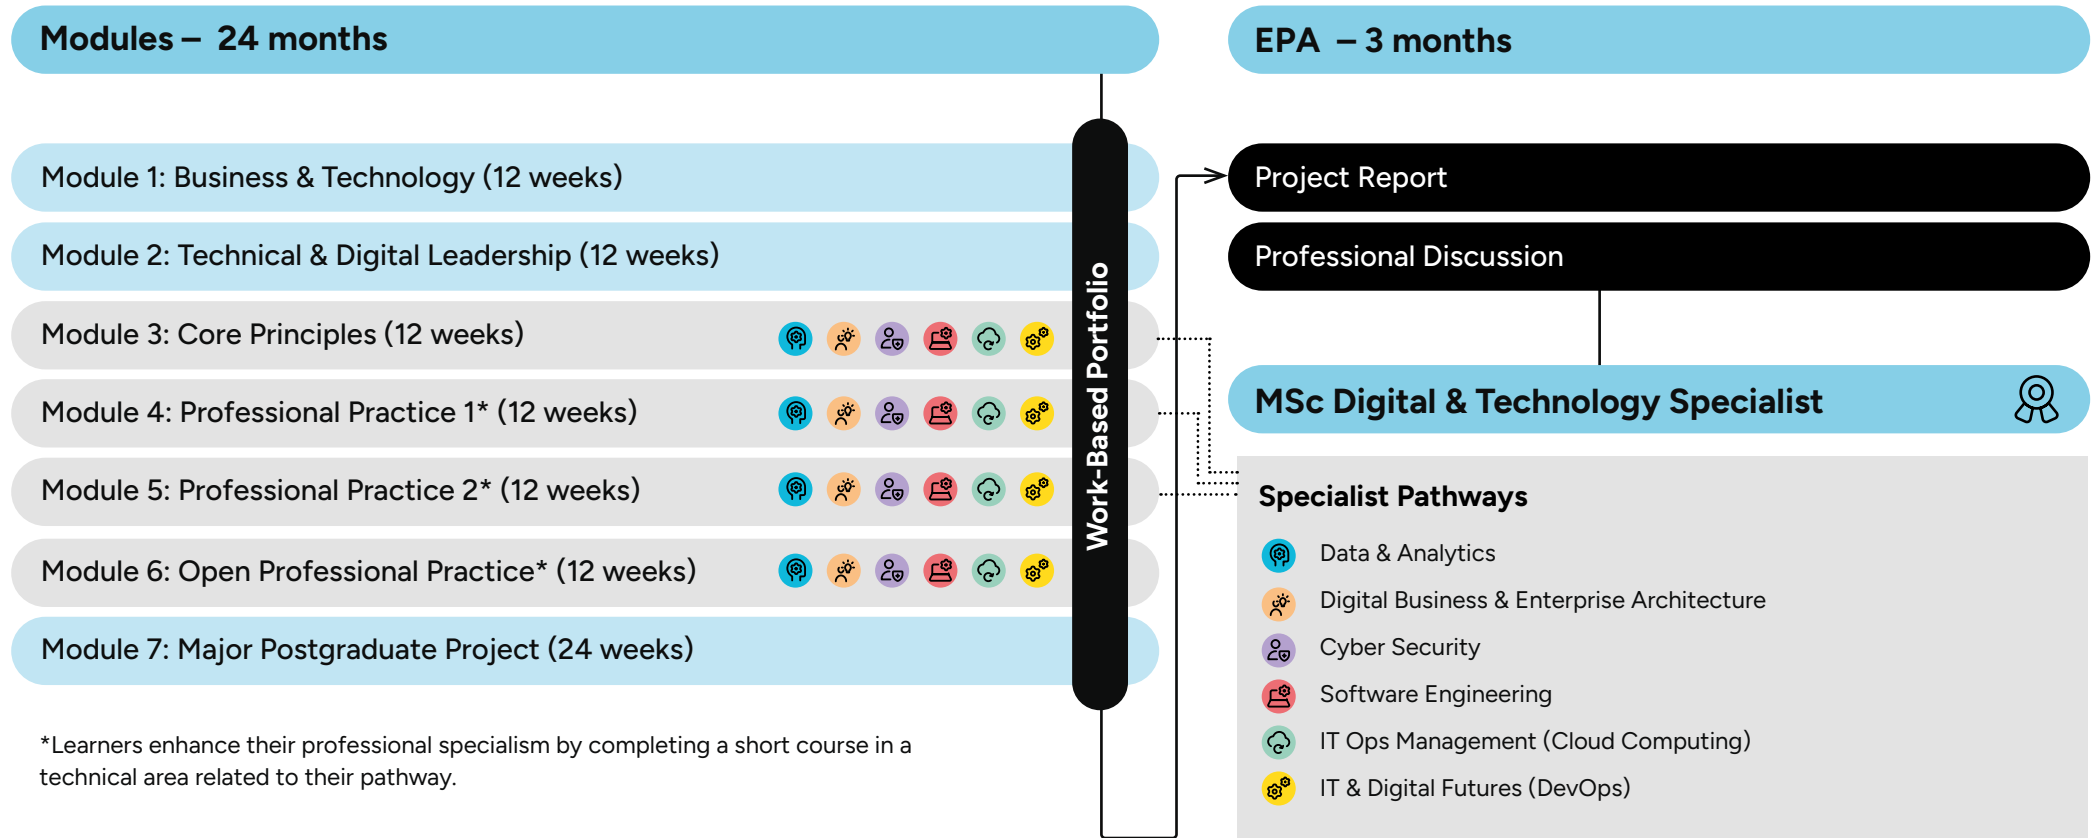 Modules – 24 months
Module 1: Business & Technology (12 weeks)
Module 2: Technical & Digital Leadership (12 weeks)
Module 3: Core Principles (12 weeks)
Module 4: Professional Practice 1* (12 weeks)
Module 5: Professional Practice 2* (12 weeks)
Module 6: Open Professional Practice* (12 weeks)
Module 7: Major Postgraduate Project (24 weeks)
Work-Based Portfolio
*Learners enhance their professional specialism by completing a short course in a
technical area related to their pathway.
EPA – 3 months
Project Report
Professional Discussion
MSc Digital & Technology Specialist
Specialist Pathways
Data & Analytics
Digital Business & Enterprise Architecture
Cyber Security
Software Engineering
IT Ops Management (Cloud Computing)
IT & Digital Futures (DevOps)